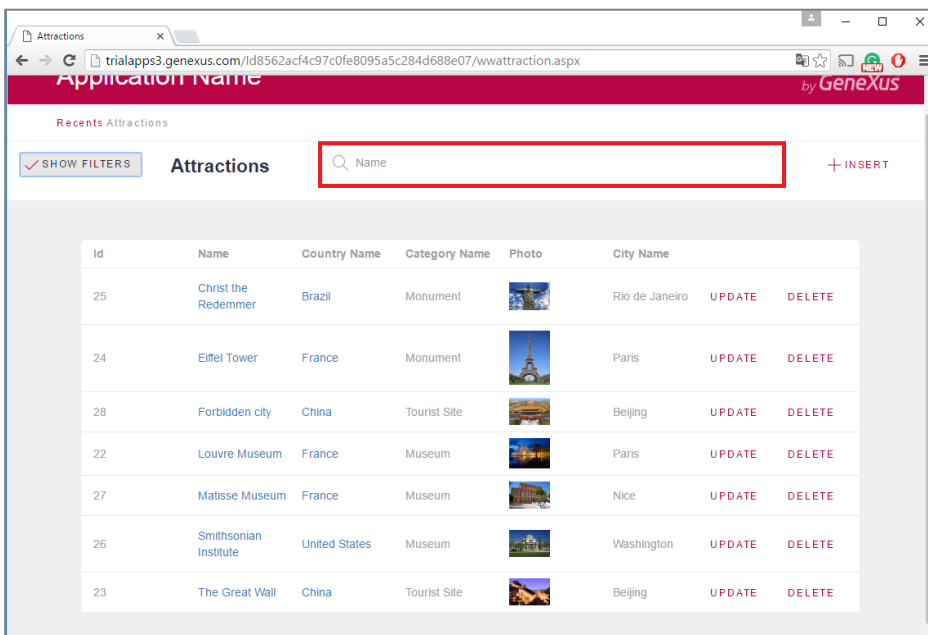 Attractions
trialapps3.genexus.com/Id8562acf4c97c0fe8095a5c284d688e07/wwattraction.aspx
NEW
Application Name
by GeneXus
Recents Attractions
SHOW FILTERS Attractions Name INSERT
Id Name Country Name Category Name Photo City Name
25 Christ the Redemmer Brazil Monument Rio de Janeiro UPDATE DELETE
24 Eiffel Tower France Monument Paris UPDATE DELETE
28 Forbidden city China Tourist Site Beijing UPDATE DELETE
22 Louvre Museum France Museum Paris UPDATE DELETE
27 Matisse Museum France Museum Nice UPDATE DELETE
26 Smithsonian Institute United States Museum Washington UPDATE DELETE
23 The Great Wall China Tourist Site Beijing UPDATE DELETE